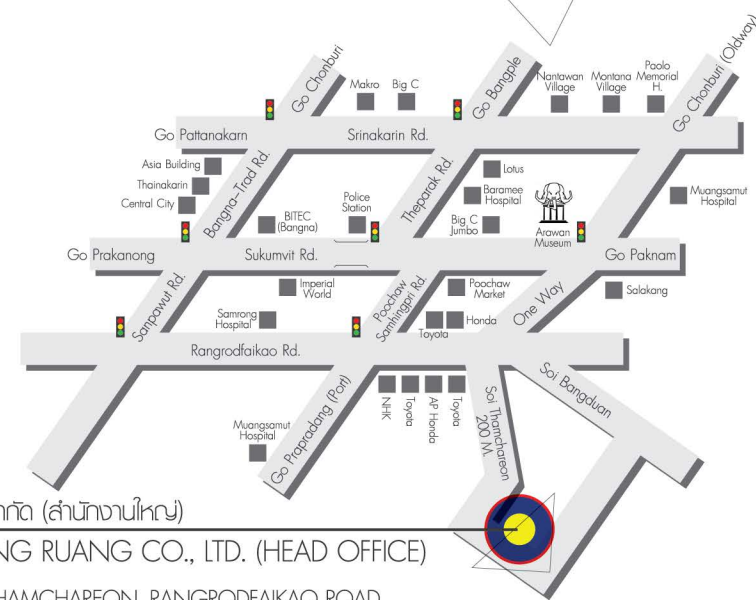 Go Chonburi
Makro
Big C
Go Bangple
Nantawan
Village
Montana
Village
Paolo
Memorial
H.
Go Chonburi (Oldway)
Go Pattanakarn
Srinakarin Rd.
Asia Building
Thainakarin
Central City
Bangna-Trad Rd.
BITEC
(Bangna)
Police
Station
Theparak Rd.
Lotus
Baramee
Hospital
Big C
Jumbo
Arawan
Museum
Muangsamut
Hospital
Go Prakanong
Sukumvit Rd.
Go Paknam
Sanpawut Rd.
Imperial
World
Poochaw
Samhingpri Rd.
Poochaw
Market
One Way
Salakang
Samrong
Hospital
Toyota
Honda
Rangrodfaikao Rd.
Go Prapradang (Port)
NHK
Toyota
AP Honda
Toyota
Soi Thamchareon
200 M.
Soi Bangduan
Muangsamut
Hospital
(สำนักงานใหญ่)
RUANG CO., LTD. (HEAD OFFICE)
RANGRODFAIKAO ROAD